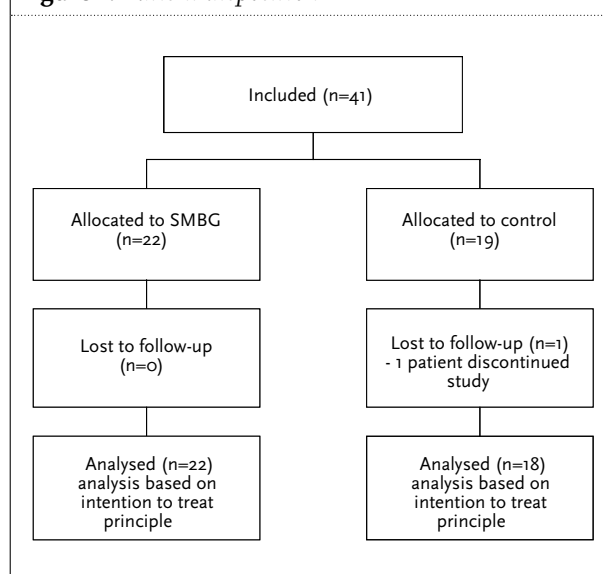 Included (n=41)
Allocated to SMBG
(n=22)
Allocated to control
(n=19)
Lost to follow-up
(n=0)
Lost to follow-up (n=1)
- 1 patient discontinued
study
Analysed (n=22)
analysis based on
intention to treat
principle
Analysed (n=18)
analysis based on
intention to treat
principle